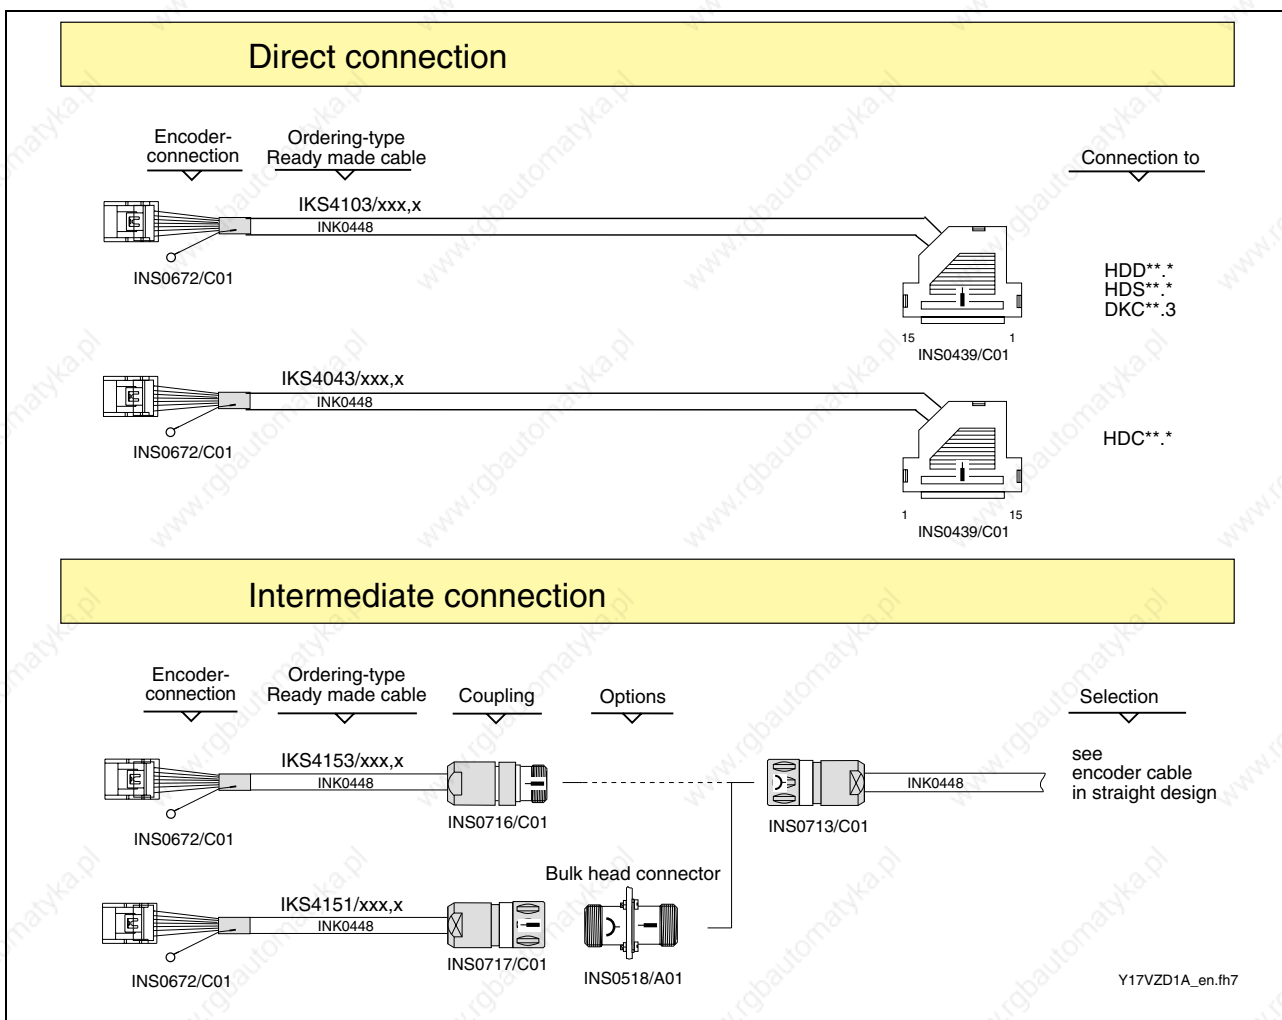 Direct connection
Encoder-
connection
Ordering-type
Ready made cable
Connection to
IKS4103/xxx,x
INK0448
INS0672/C01
15
1
INS0439/C01
HDD**.*
HDS**.*
DKC**.3
IKS4043/xxx,x
INK0448
INS0672/C01
1
15
INS0439/C01
HDC**.*
Intermediate connection
Encoder-
connection
Ordering-type
Ready made cable
Coupling
Options
Selection
IKS4153/xxx,x
INK0448
INS0672/C01
INS0716/C01
INS0713/C01
INK0448
see
encoder cable
in straight design
Bulk head connector
IKS4151/xxx,x
INK0448
INS0672/C01
INS0717/C01
INS0518/A01
Y17VZD1A_en.fh7
www.rgbautomatyka.pl